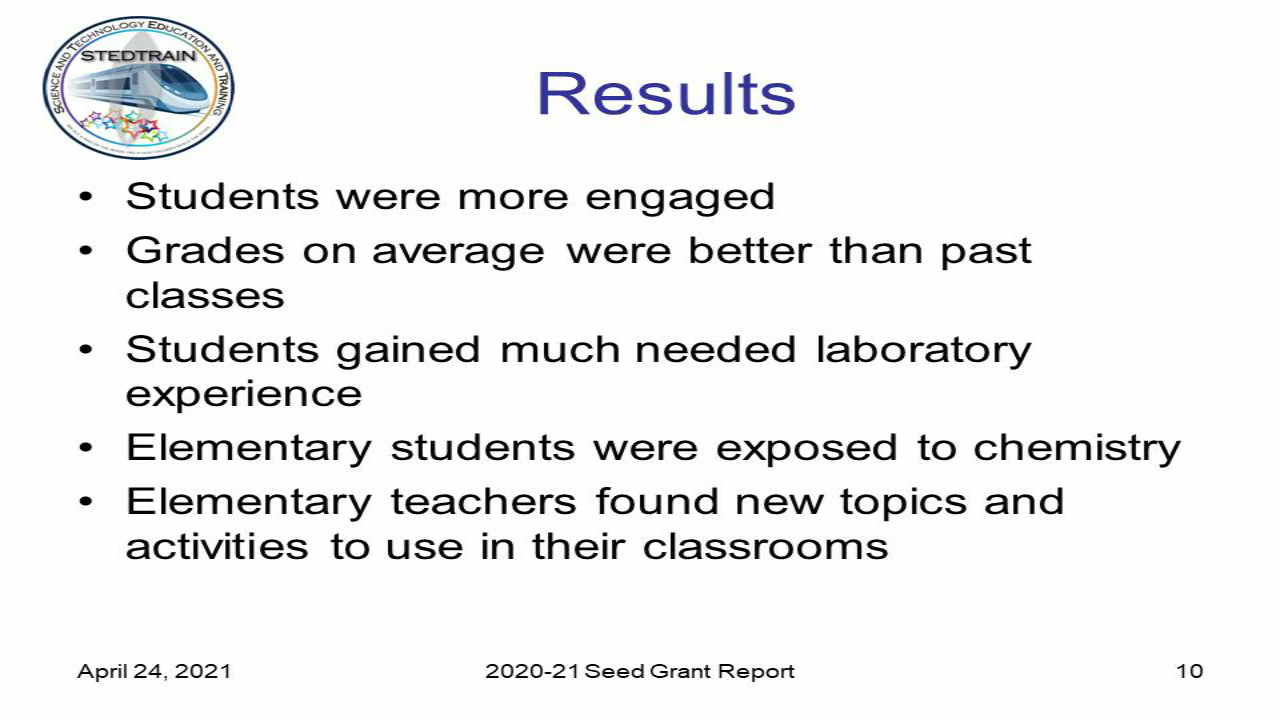 SCIENCE AND TECHNOLOGY EDUCATION AND TRAINING
STEDTRAIN
Results
• Students were more engaged
• Grades on average were better than past
classes
• Students gained much needed laboratory
experience
• Elementary students were exposed to chemistry
• Elementary teachers found new topics and
activities to use in their classrooms
April 24, 2021
2020-21 Seed Grant Report
10